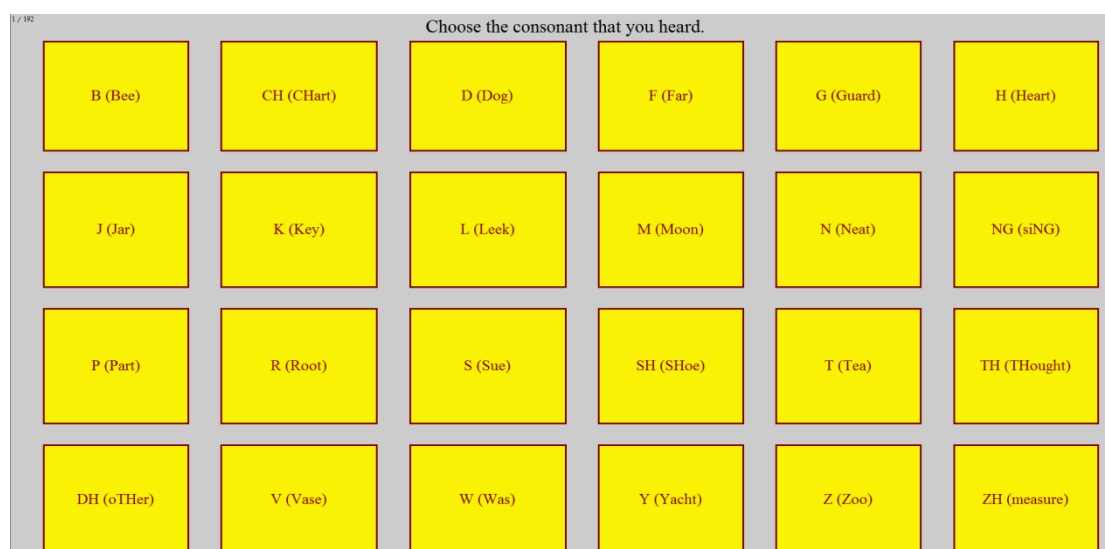 1 / 192
Choose the consonant that you heard.
B (Bee) CH (CHart) D (Dog) F (Far) G (Guard) H (Heart)
J (Jar) K (Key) L (Leek) M (Moon) N (Neat) NG (siNG)
P (Part) R (Root) S (Sue) SH (SHoe) T (Tea) TH (THought)
DH (oTHer) V (Vase) W (Was) Y (Yacht) Z (Zoo) ZH (measure)